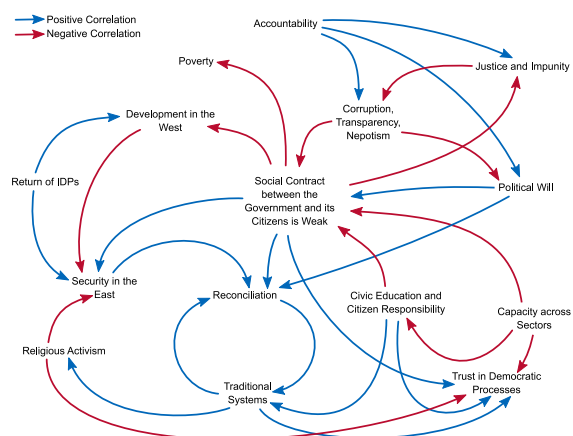 Positive Correlation
Negative Correlation
Accountability
Poverty
Justice and Impunity
Development in the
West
Corruption,
Transparency,
Nepotism
Return of IDPs
Social Contract
between the
Government and its
Citizens is Weak
Political Will
Security in the
East
Reconciliation
Civic Education and
Citizen Responsibility
Capacity across
Sectors
Religious Activism
Traditional
Systems
Trust in Democratic
Processes